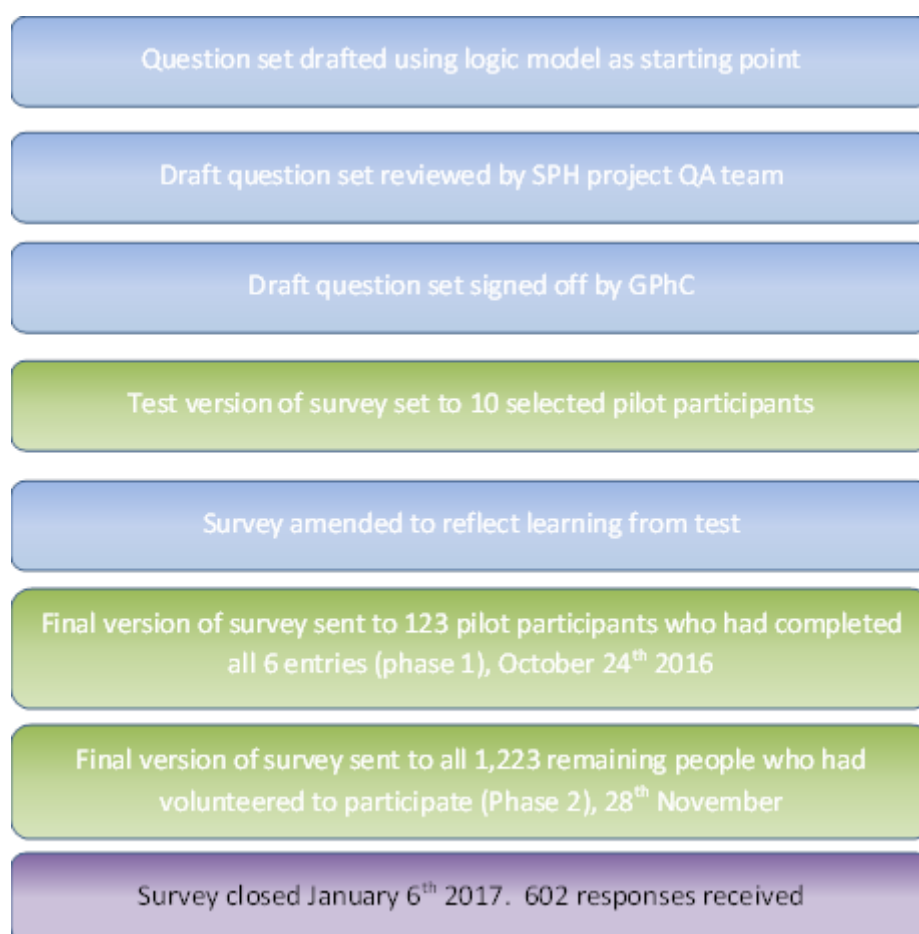 Question set drafted using logic model as starting point
Draft question set reviewed by SPH project QA team
Draft question set signed off by GPhC
Test version of survey set to 10 selected pilot participants
Survey amended to reflect learning from test
Final version of survey sent to 123 pilot participants who had completed
all 6 entries (phase 1), October 24th 2016
Final version of survey sent to all 1,223 remaining people who had
volunteered to participate (Phase 2), 28th November
Survey closed January 6th 2017. 602 responses received